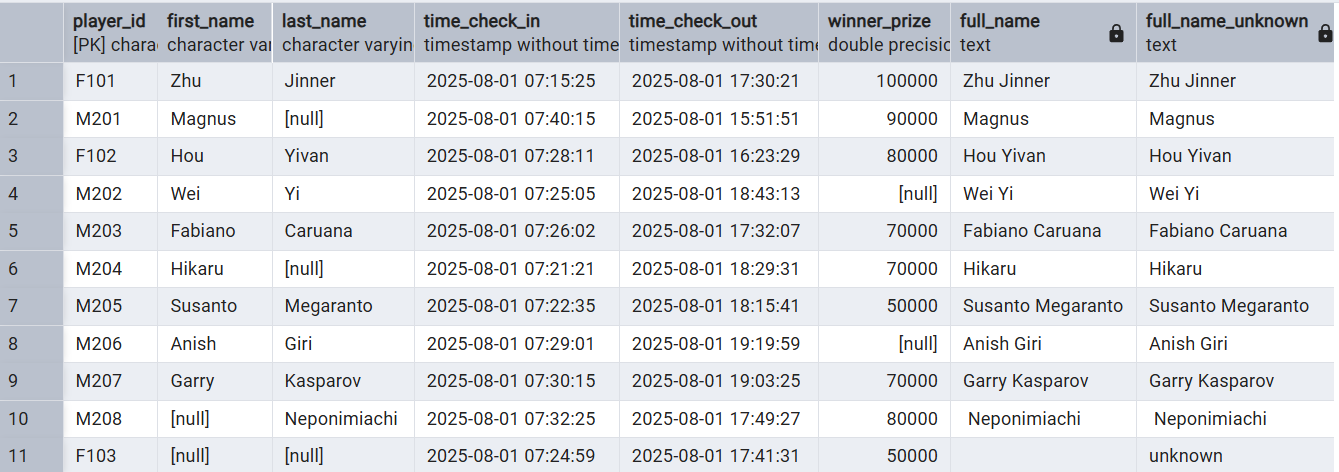 player_id first_name last_name time_check_in time_check_out winner_prize full_name full_name_unknown
[PK] chara character var character varyin timestamp without time timestamp without time double precisic text text
1 F101 Zhu Jinner 2025-08-01 07:15:25 2025-08-01 17:30:21 100000 Zhu Jinner Zhu Jinner
2 M201 Magnus [null] 2025-08-01 07:40:15 2025-08-01 15:51:51 90000 Magnus Magnus
3 F102 Hou Yivan 2025-08-01 07:28:11 2025-08-01 16:23:29 80000 Hou Yivan Hou Yivan
4 M202 Wei Yi 2025-08-01 07:25:05 2025-08-01 18:43:13 [null] Wei Yi Wei Yi
5 M203 Fabiano Caruana 2025-08-01 07:26:02 2025-08-01 17:32:07 70000 Fabiano Caruana Fabiano Caruana
6 M204 Hikaru [null] 2025-08-01 07:21:21 2025-08-01 18:29:31 70000 Hikaru Hikaru
7 M205 Susanto Megaranto 2025-08-01 07:22:35 2025-08-01 18:15:41 50000 Susanto Megaranto Susanto Megaranto
8 M206 Anish Giri 2025-08-01 07:29:01 2025-08-01 19:19:59 [null] Anish Giri Anish Giri
9 M207 Garry Kasparov 2025-08-01 07:30:15 2025-08-01 19:03:25 70000 Garry Kasparov Garry Kasparov
10 M208 [null] Neponimiachi 2025-08-01 07:32:25 2025-08-01 17:49:27 80000 Neponimiachi Neponimiachi
11 F103 [null] [null] 2025-08-01 07:24:59 2025-08-01 17:41:31 50000 unknown